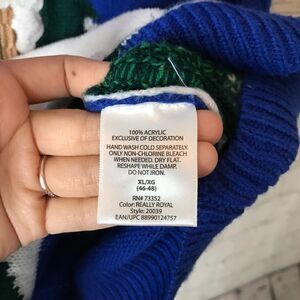 100% ACRYLIC
EXCLUSIVE OF DECORATION
HAND WASH COLD SEPARATELY.
ONLY NON-CHLORINE BLEACH
WHEN NEEDED. DRY FLAT.
RESHAPE WHILE DAMP.
DO NOT IRON.
XL/XG
(46-48)
RN# 73352
Color: REALLY ROYAL
Style: 20039
EAN/UPC 88990124757